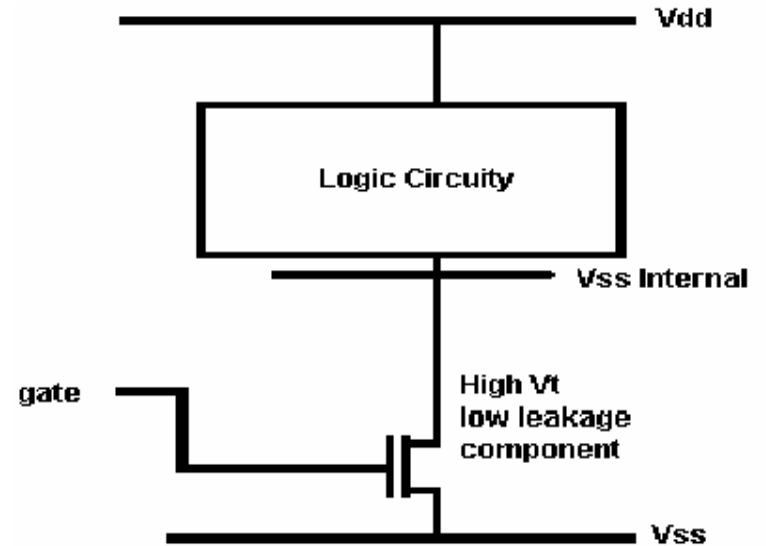 Vdd
Logic Circuity
Vss Internal
gate
High Vt
low leakage
component
Vss